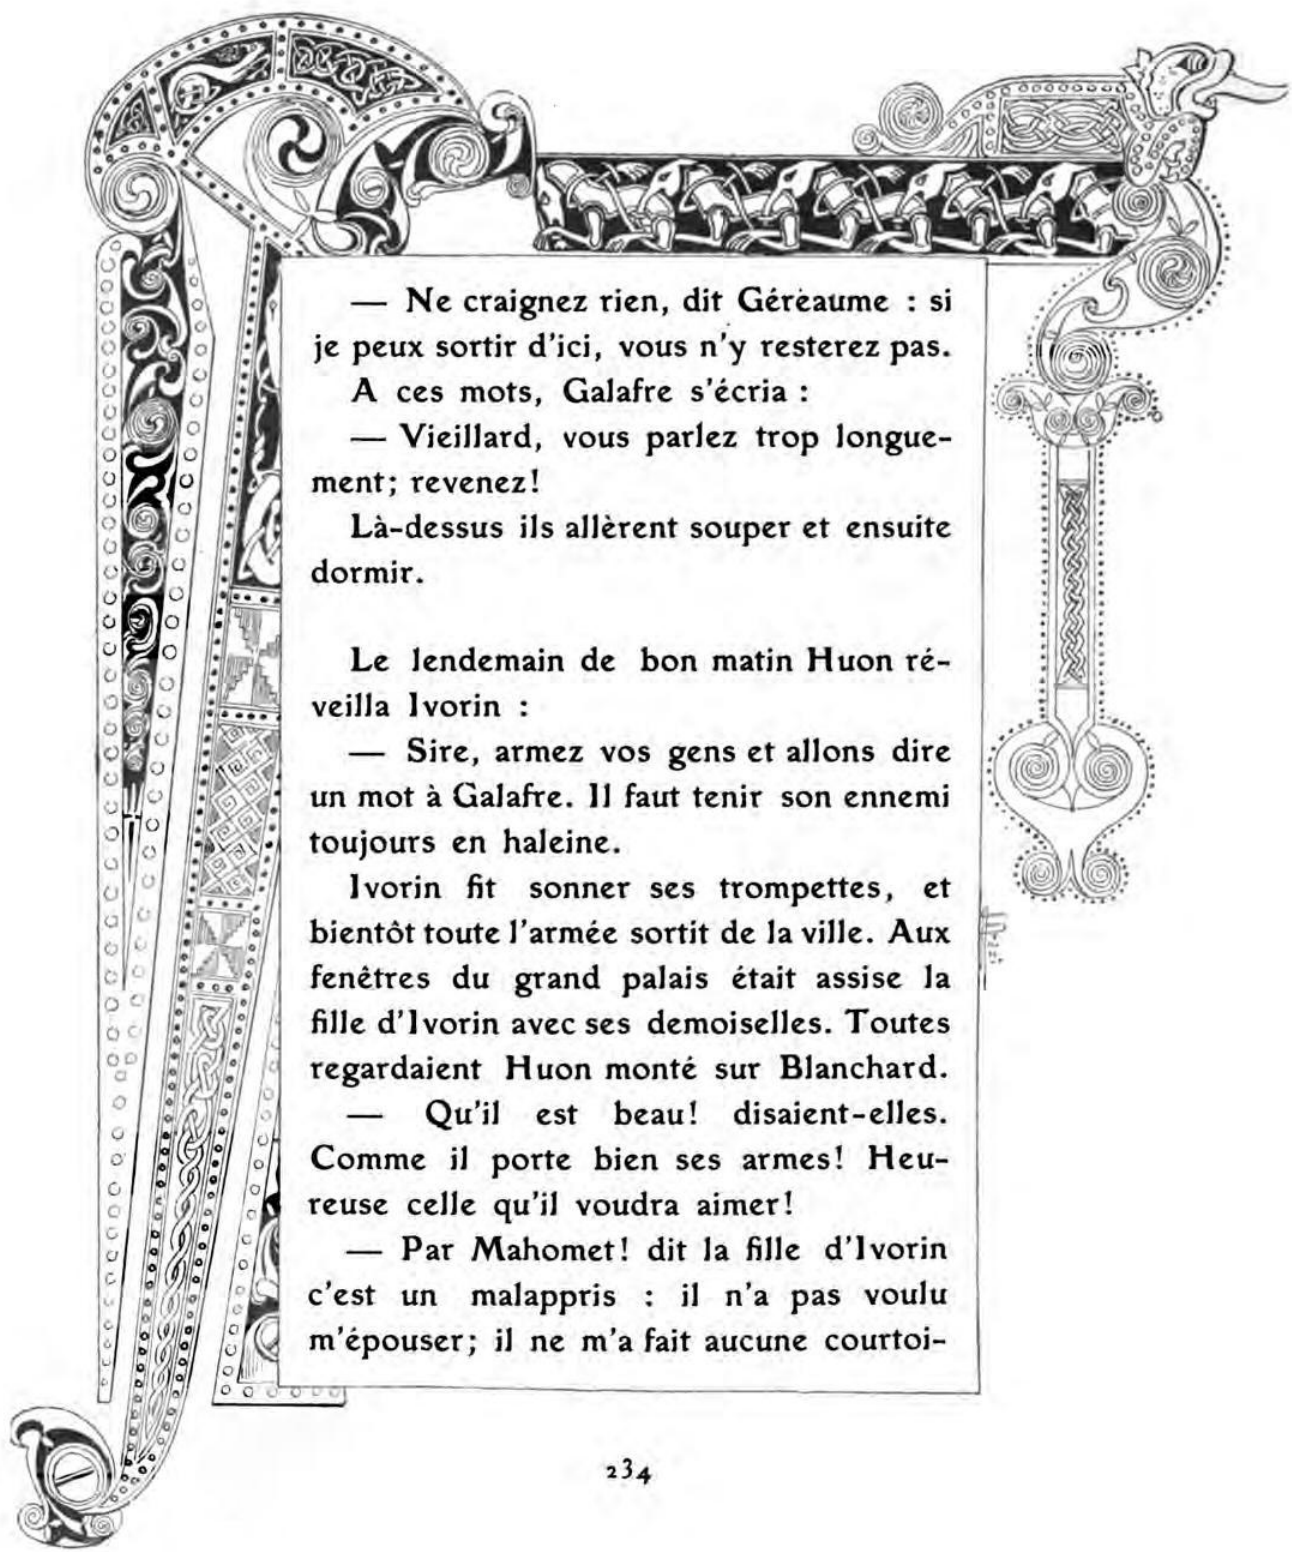 — Ne craignez rien, dit Géreaume : si
je peux sortir d'ici, vous n'y resterez pas.
A ces mots, Galafre s'écria :
— Vieillard, vous parlez trop longue-
ment; revenez!
Là-dessus ils allèrent souper et ensuite
dormir.
Le lendemain de bon matin Huon ré-
veilla Ivorin :
— Sire, armez vos gens et allons dire
un mot à Galafre. Il faut tenir son ennemi
toujours en haleine.
Ivorin fit sonner ses trompettes, et
bientôt toute l'armée sortit de la ville. Aux
fenêtres du grand palais était assise la
fille d'Ivorin avec ses demoiselles. Toutes
regardaient Huon monté sur Blanchard.
— Qu'il est beau! disaient-elles.
Comme il porte bien ses armes! Heu-
reuse celle qu'il voudra aimer!
— Par Mahomet! dit la fille d'Ivorin
c'est un malappris : il n'a pas voulu
m'épouser; il ne m'a fait aucune courtoi-
234